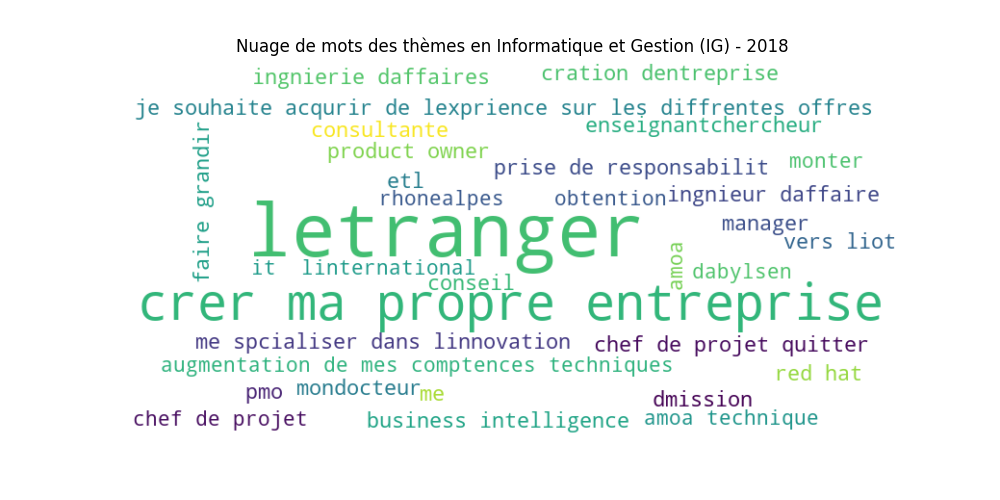 Nuage de mots des thèmes en Informatique et Gestion (IG) - 2018
ingnierie daffaires
cration dentreprise
je souhaite acqurir de lexprience sur les diffrentes offres
consultante
enseignantchercheur
faire grandir
product owner
prise de responsabilit
monter
etl
rhonealpes
obtention
ingnieur daffaire
letranger
manager
vers liot
it linternational
amoa
dabylsen
conseil
crer ma propre entreprise
me spcialiser dans linnovation
chef de projet quitter
augmentation de mes comptences techniques
red hat
pmo
mondocteur
me
dmission
chef de projet
business intelligence
amoa technique